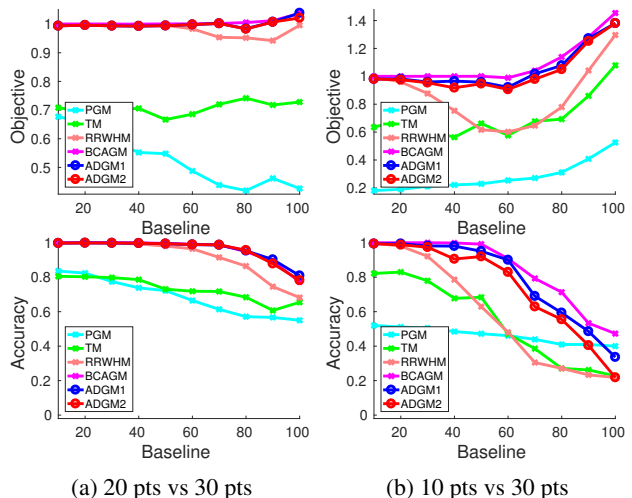 1
0.9
0.8
0.7
0.6
0.5
Objective
PGM
TM
RRWHM
BCAGM
ADGM1
ADGM2
20 40 60 80 100
Baseline
1.4
1.2
1
0.8
0.6
0.4
0.2
Objective
PGM
TM
RRWHM
BCAGM
ADGM1
ADGM2
20 40 60 80 100
Baseline
1
0.8
0.6
0.4
0.2
0
Accuracy
PGM
TM
RRWHM
BCAGM
ADGM1
ADGM2
20 40 60 80 100
Baseline
1
0.8
0.6
0.4
0.2
0
Accuracy
PGM
TM
RRWHM
BCAGM
ADGM1
ADGM2
20 40 60 80 100
Baseline
(a) 20 pts vs 30 pts
(b) 10 pts vs 30 pts